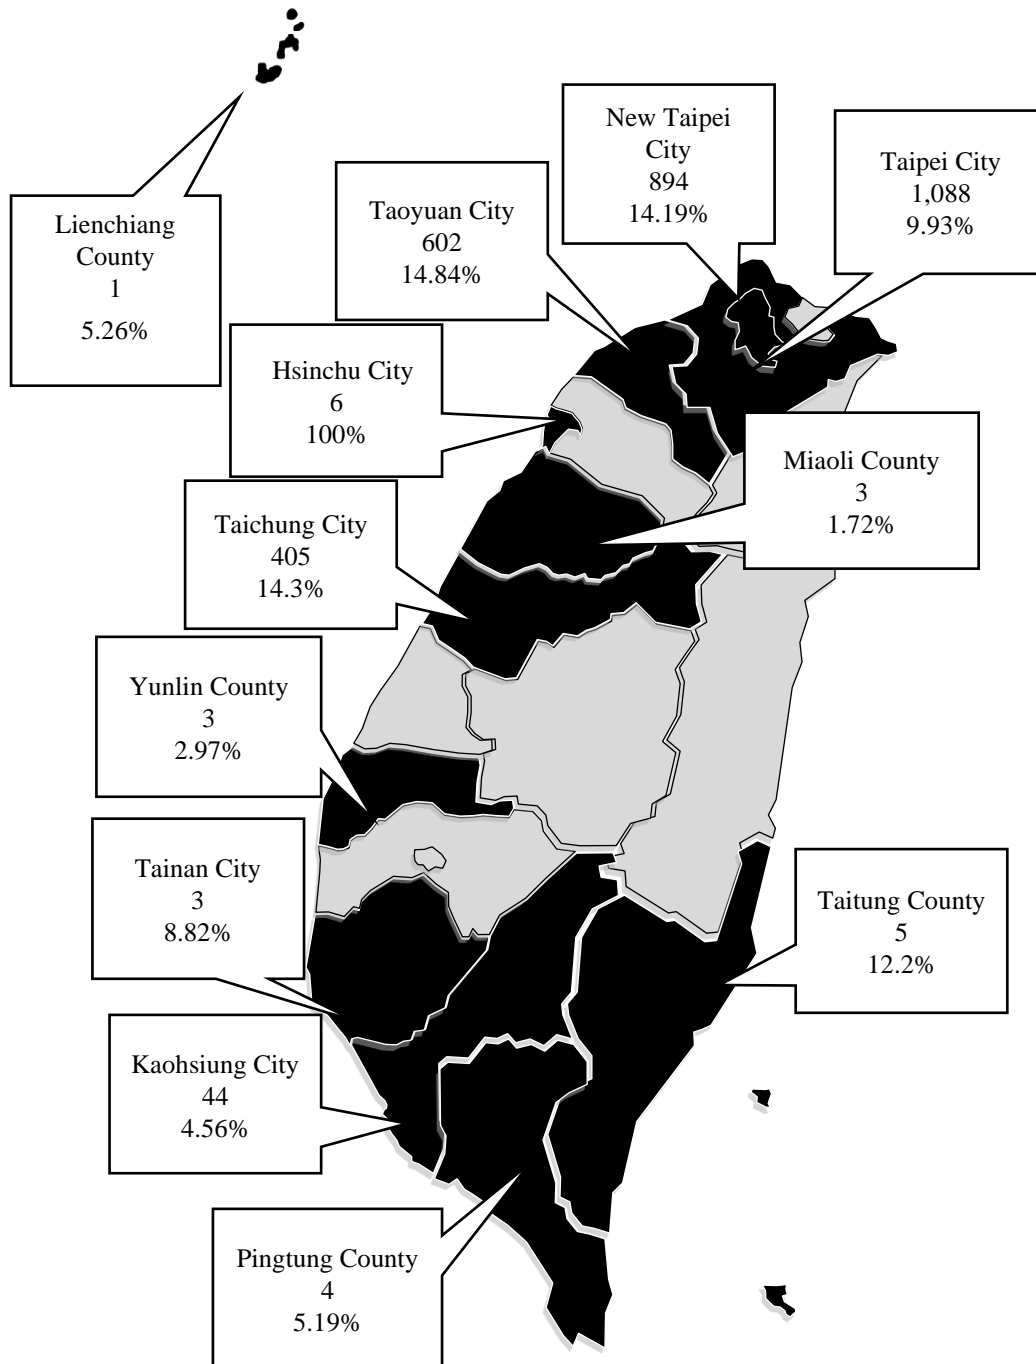 New Taipei
City
894
14.19%
Taipei City
1,088
9.93%
Taoyuan City
602
14.84%
Lienchiang
County
1
5.26%
Hsinchu City
6
100%
Miaoli County
3
1.72%
Taichung City
405
14.3%
Yunlin County
3
2.97%
Tainan City
3
8.82%
Taitung County
5
12.2%
Kaohsiung City
44
4.56%
Pingtung County
4
5.19%